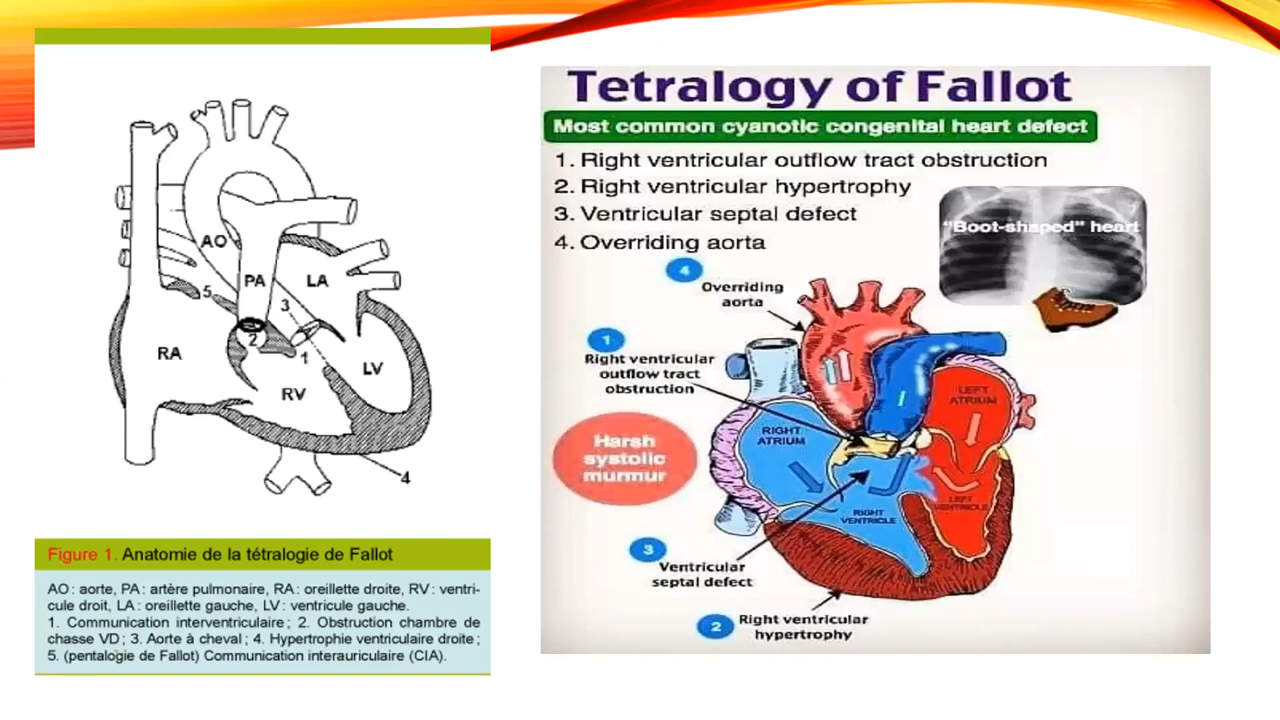 AO
PA
LA
5
3
2
1
RA
LV
RV
4
Figure 1. Anatomie de la tétralogie de Fallot
AO : aorte, PA : artère pulmonaire, RA : oreillette droite, RV : ventri-
cule droit, LA : oreillette gauche, LV : ventricule gauche.
1. Communication interventriculaire ; 2. Obstruction chambre de
chasse VD ; 3. Aorte à cheval ; 4. Hypertrophie ventriculaire droite ;
5. (pentalogie de Fallot) Communication interauriculaire (CIA).
Tetralogy of Fallot
Most common cyanotic congenital heart defect
1. Right ventricular outflow tract obstruction
2. Right ventricular hypertrophy
3. Ventricular septal defect
4. Overriding aorta
"Boot-shaped" heart
4
Overriding
aorta
1
Right ventricular
outflow tract
obstruction
Harsh
systolic
murmur
RIGHT
ATRIUM
LEFT
ATRIUM
RIGHT
VENTRICLE
LEFT
VENTRICLE
3
Ventricular
septal defect
2
Right ventricular
hypertrophy